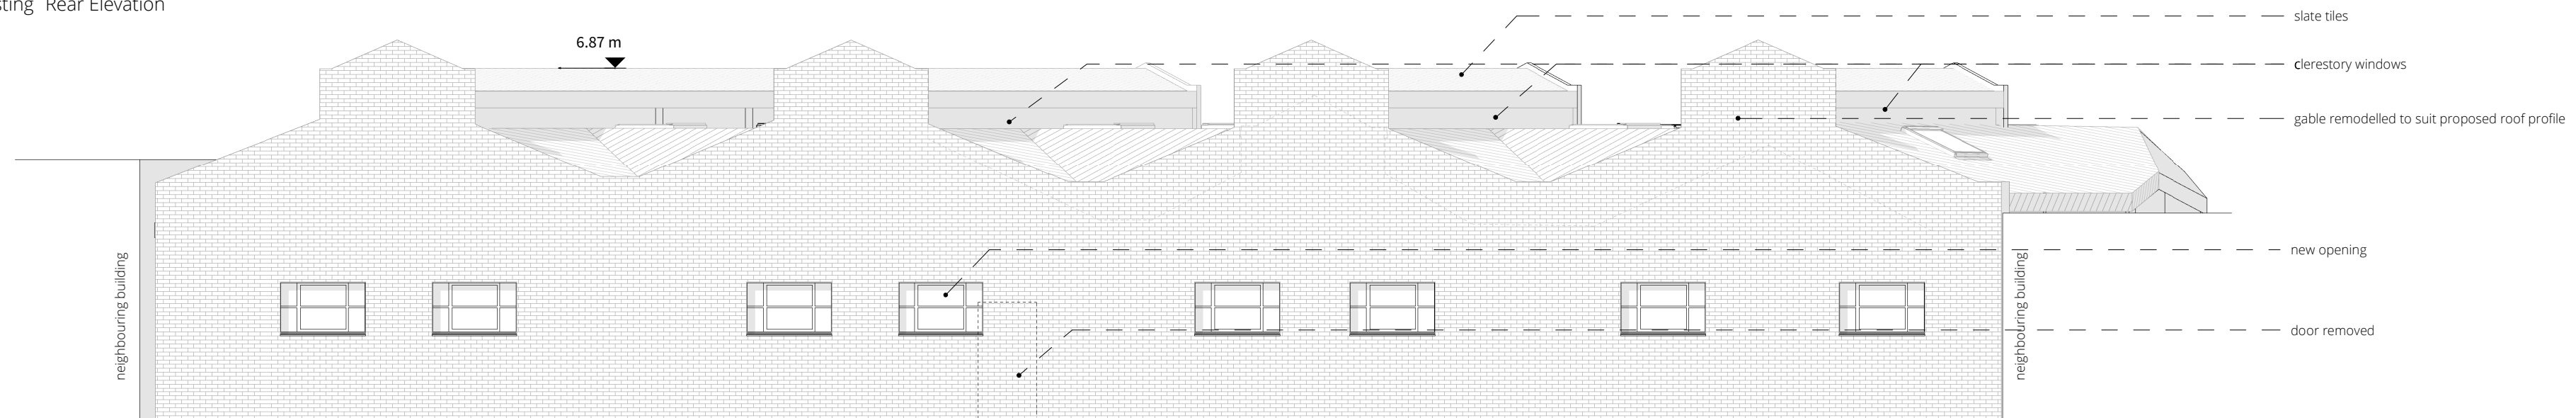 Rear Elevation
6.87 m
slate tiles
clerestory windows
gable remodelled to suit proposed roof profile
new opening
door removed
neighbouring building
neighbouring building